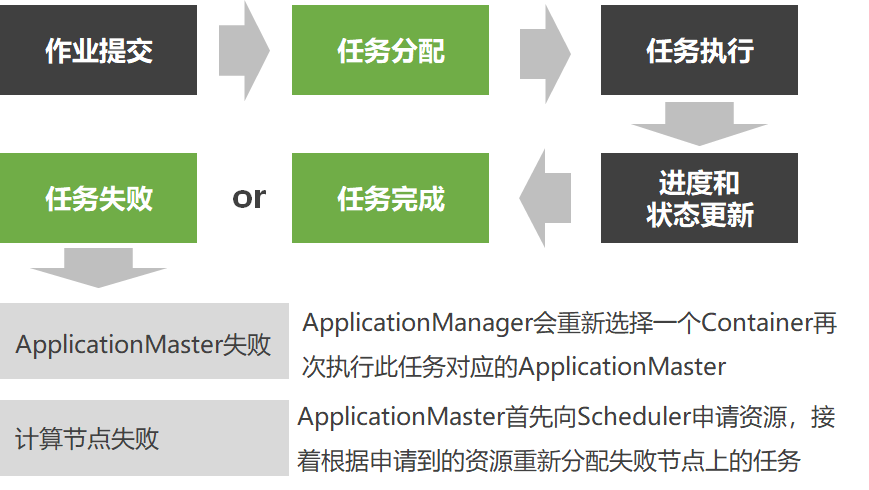 作业提交
任务分配
任务执行
任务失败
or
任务完成
进度和
状态更新
ApplicationMaster失败
ApplicationManager会重新选择一个Container再
次执行此任务对应的ApplicationMaster
计算节点失败
ApplicationMaster首先向Scheduler申请资源，接
着根据申请到的资源重新分配失败节点上的任务